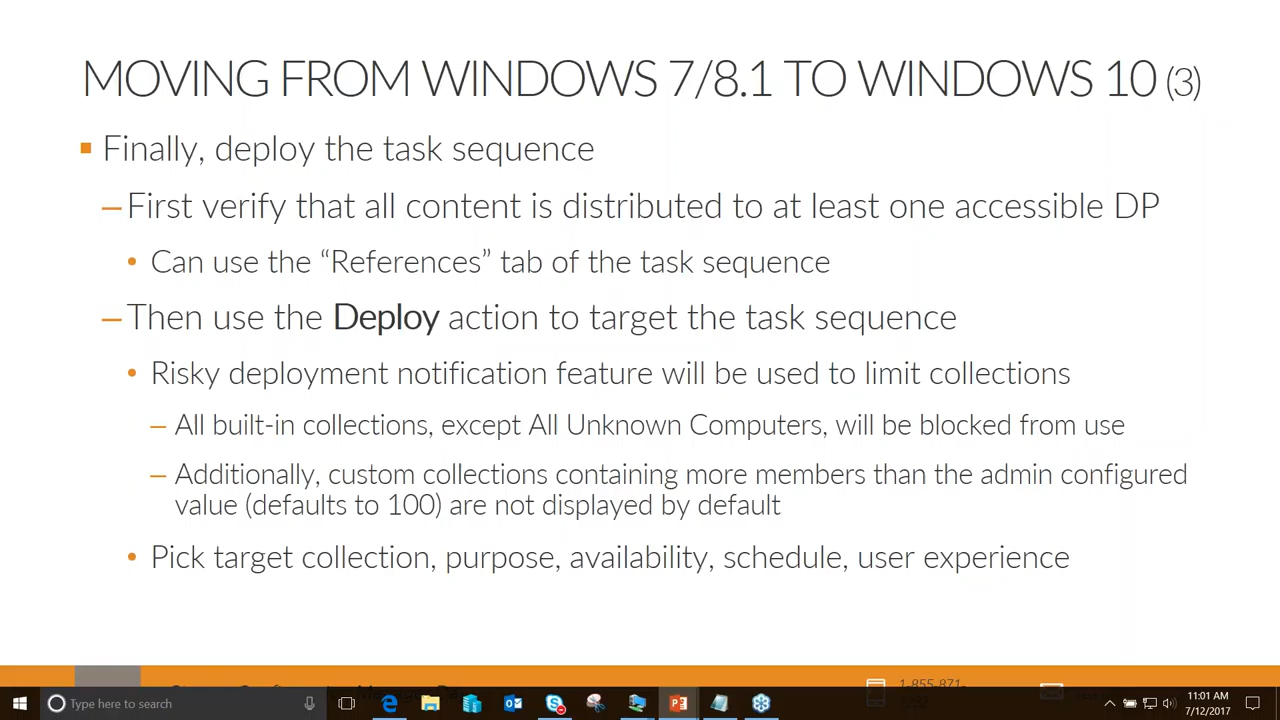 MOVING FROM WINDOWS 7/8.1 TO WINDOWS 10 (3)
Finally, deploy the task sequence
First verify that all content is distributed to at least one accessible DP
Can use the “References” tab of the task sequence
Then use the Deploy action to target the task sequence
Risky deployment notification feature will be used to limit collections
All built-in collections, except All Unknown Computers, will be blocked from use
Additionally, custom collections containing more members than the admin configured
value (defaults to 100) are not displayed by default
Pick target collection, purpose, availability, schedule, user experience
1-855-871-
Type here to search
11:01 AM
7/12/2017